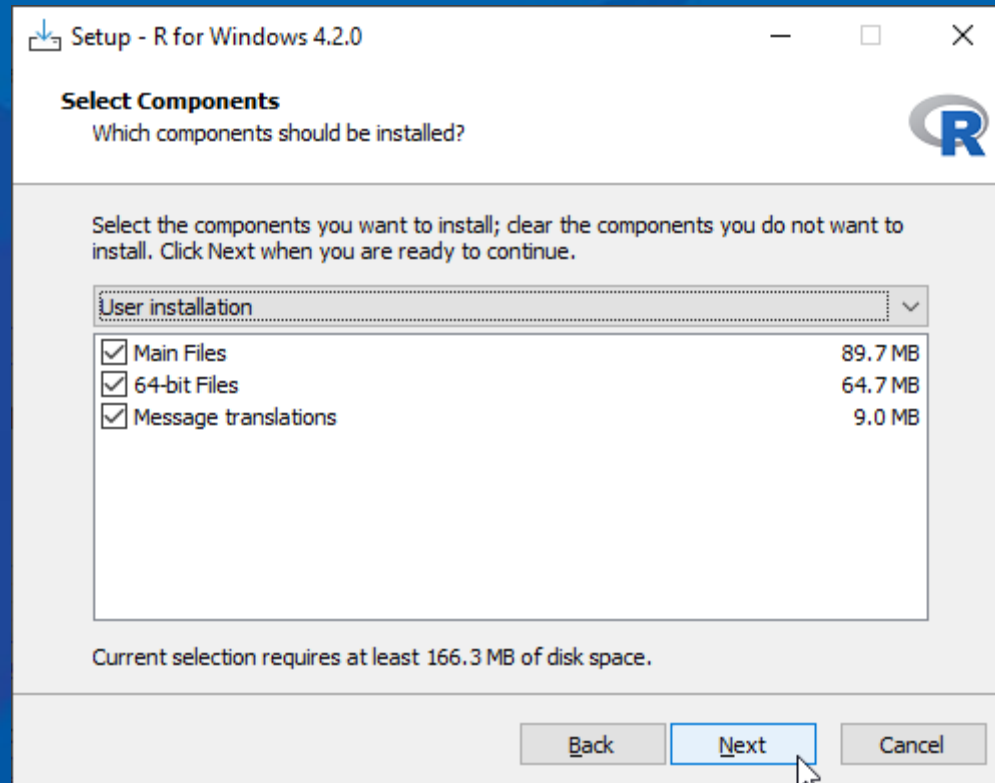 Setup - R for Windows 4.2.0
Select Components
Which components should be installed?
R
Select the components you want to install; clear the components you do not want to
install. Click Next when you are ready to continue.
User installation
Main Files 89.7 MB
64-bit Files 64.7 MB
Message translations 9.0 MB
Current selection requires at least 166.3 MB of disk space.
Back Next Cancel